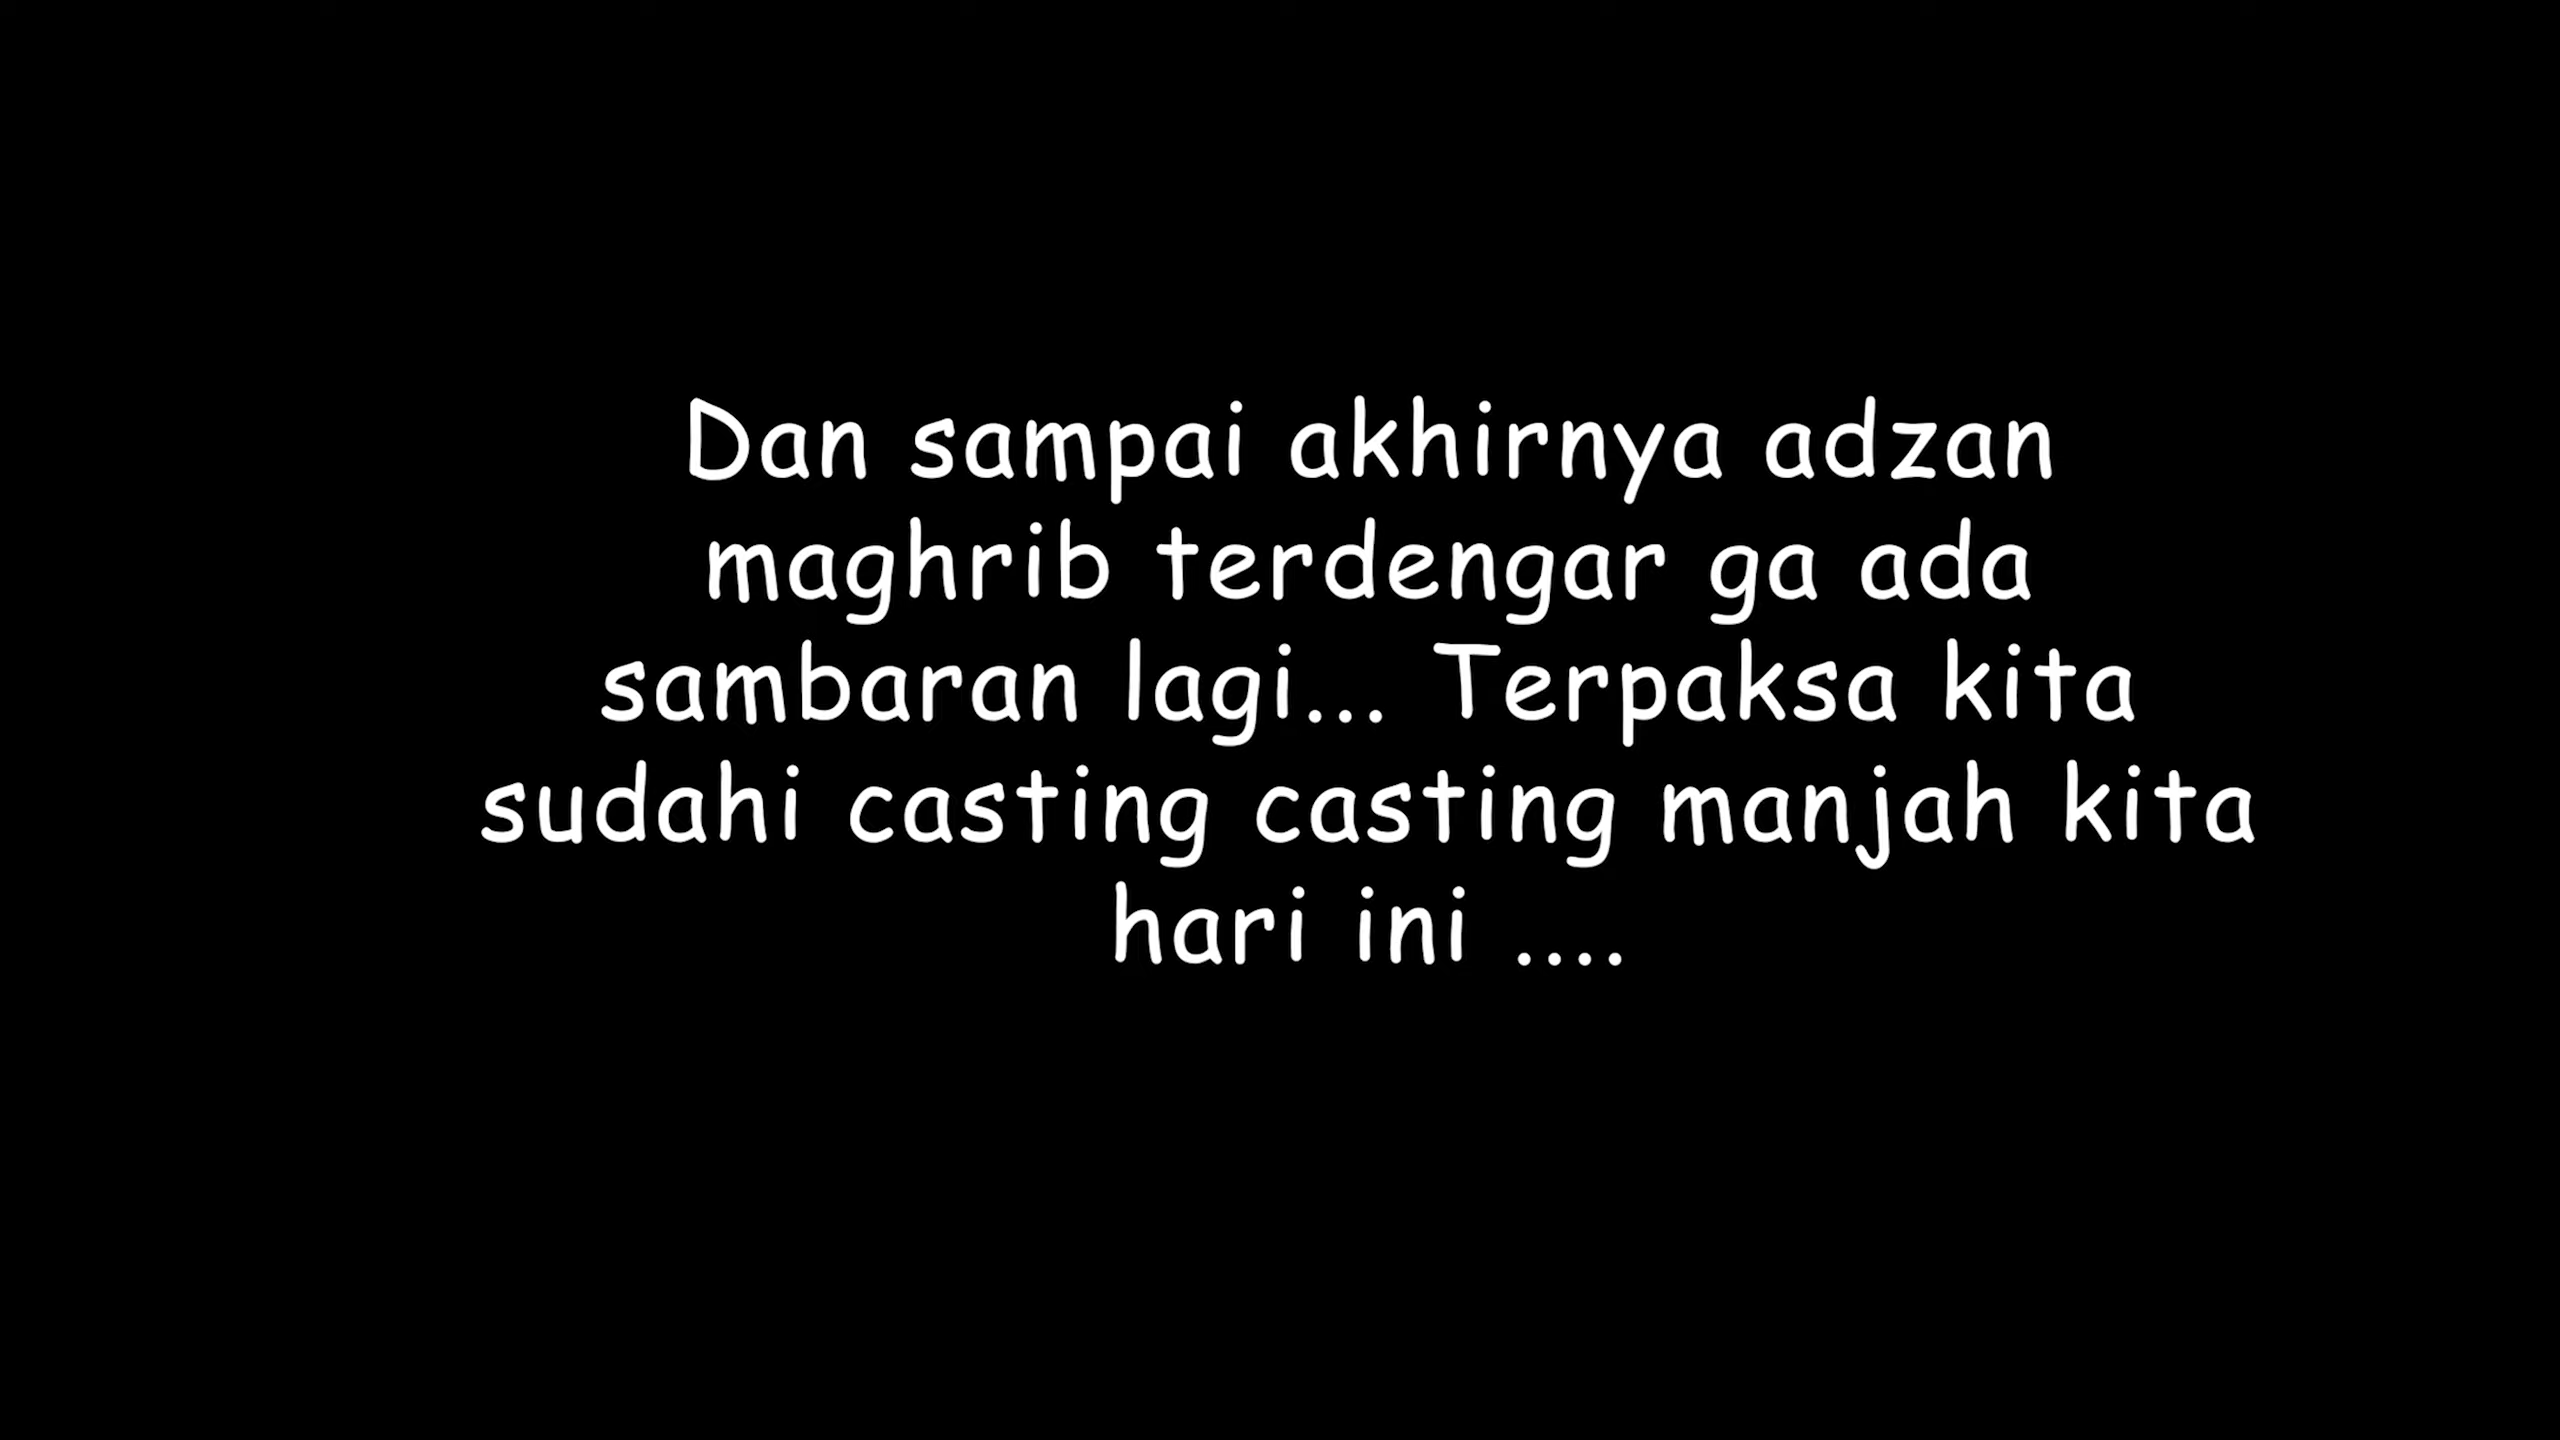 Dan sampai akhirnya adzan
maghrib terdengar ga ada
sambaran lagi... Terpaksa kita
sudahi casting casting manjah kita
hari ini ....